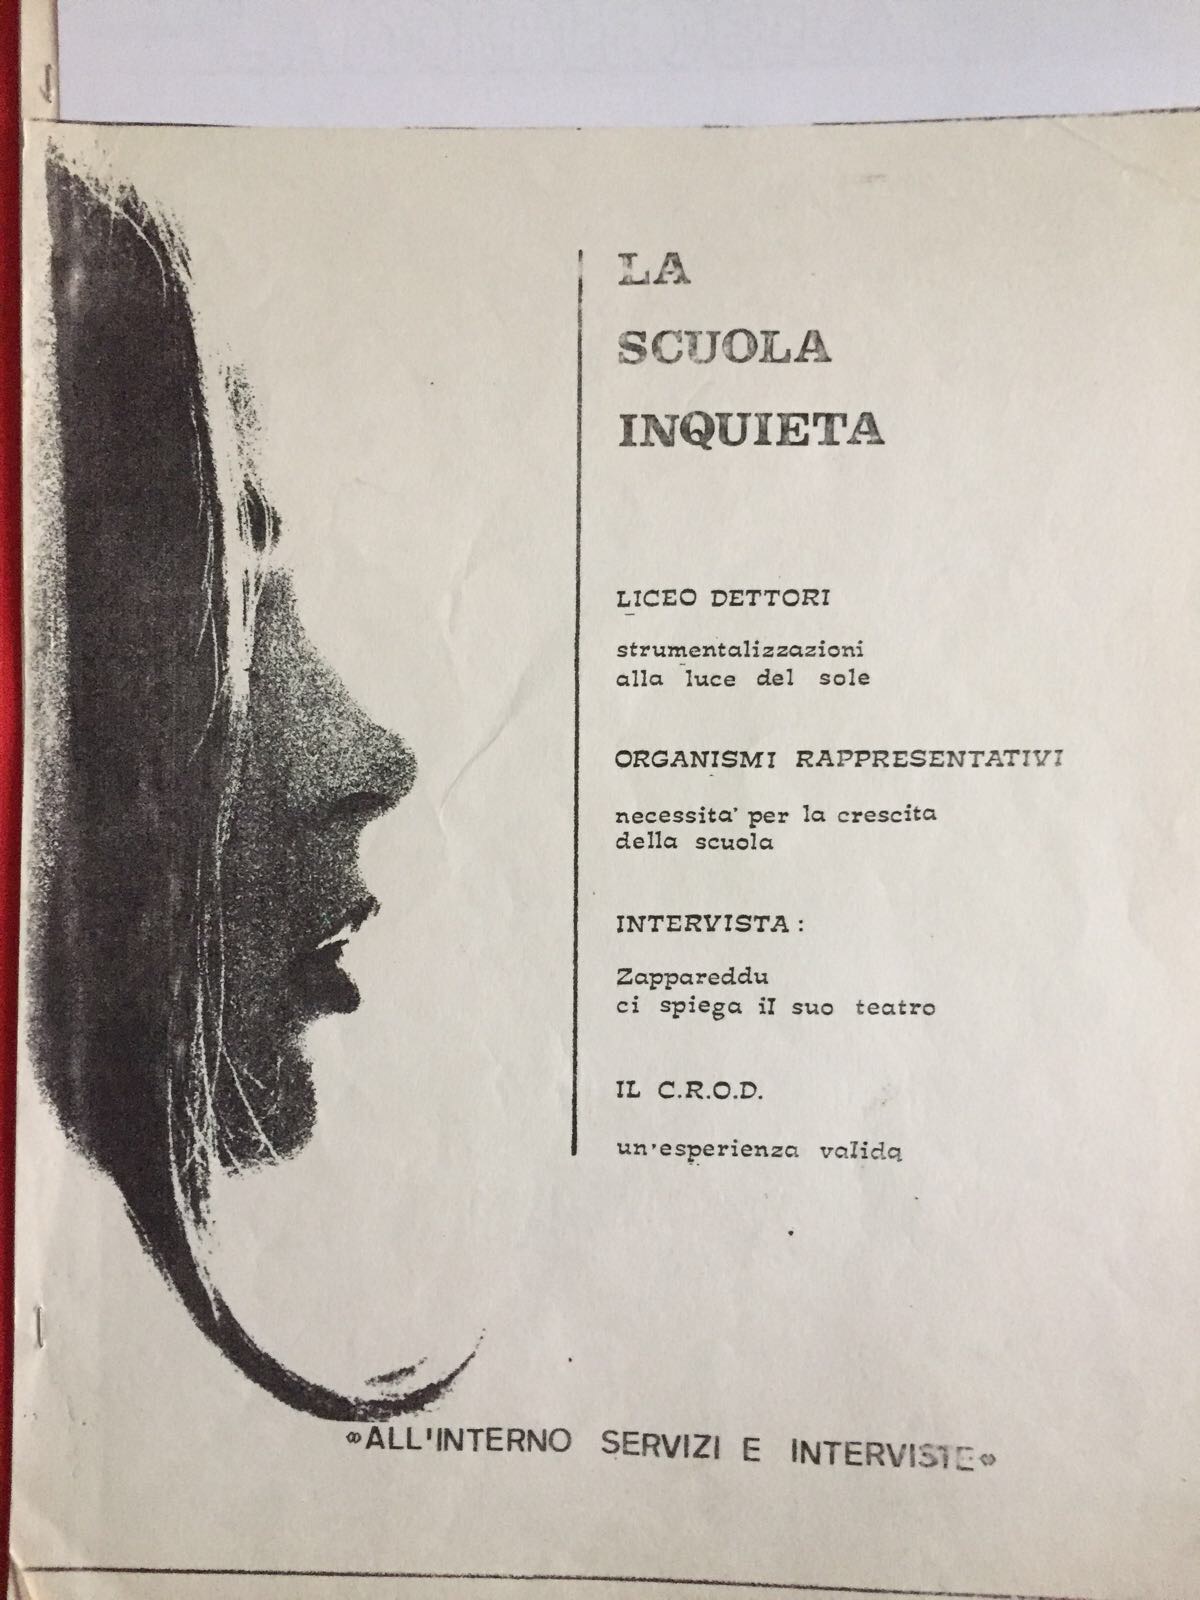 LA
SCUOLA
INQUIETA
LICEO DETTORI
strumentalizzazioni
alla luce del sole
ORGANISMI RAPPRESENTATIVI
necessita' per la crescita
della scuola
INTERVISTA:
Zappareddu
ci spiega il suo teatro
IL C.R.O.D.
un'esperienza valida
«ALL'INTERNO SERVIZI E INTERVISTE»